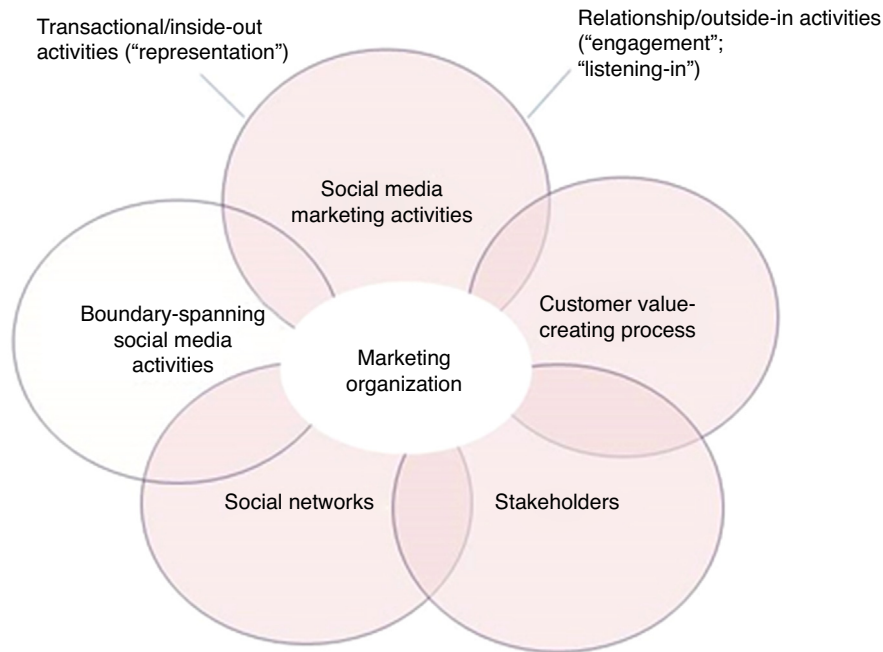 Transactional/inside-out
activities (“representation”)
Relationship/outside-in activities
(“engagement”;
“listening-in”)
Social media
marketing activities
Boundary-spanning
social media
activities
Customer value-
creating process
Marketing
organization
Social networks
Stakeholders